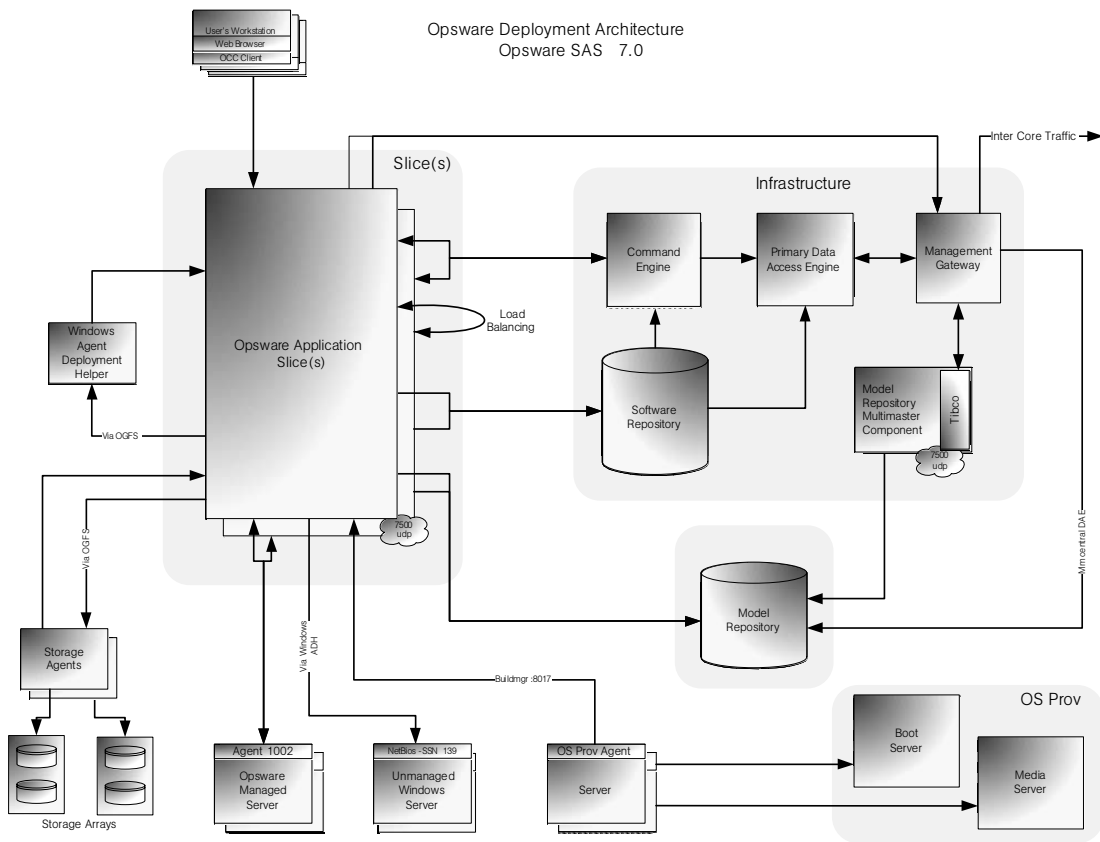 Opsware Deployment Architecture
Opsware SAS 7.0
User's Workstation
Web Browser
OCC Client
Inter Core Traffic
Slice(s)
Infrastructure
Command
Engine
Primary Data
Access Engine
Management
Gateway
Load
Balancing
Windows
Agent
Deployment
Helper
Opsware Application
Slice(s)
Software
Repository
Model
Repository
Multimaster
Component
Tibco
7500
udp
Via OGFS
Via OGFS
7500
udp
Mm central DAE
Model
Repository
Via Windows
ADH
Storage
Agents
Buildmgr :8017
OS Prov
Boot
Server
Media
Server
Agent 1002
Opsware
Managed
Server
NetBios -SSN 139
Unmanaged
Windows
Server
OS Prov Agent
Server
Storage Arrays